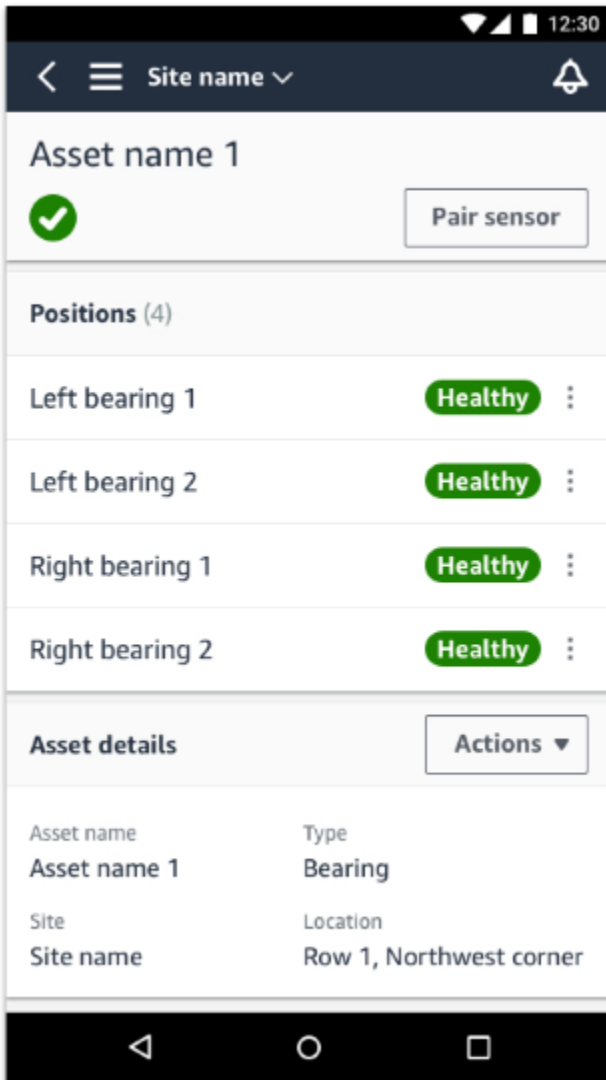 12:30
Site name
Asset name 1
Pair sensor
Positions (4)
Left bearing 1 Healthy
Left bearing 2 Healthy
Right bearing 1 Healthy
Right bearing 2 Healthy
Asset details Actions
Asset name Type
Asset name 1 Bearing
Site Location
Site name Row 1, Northwest corner